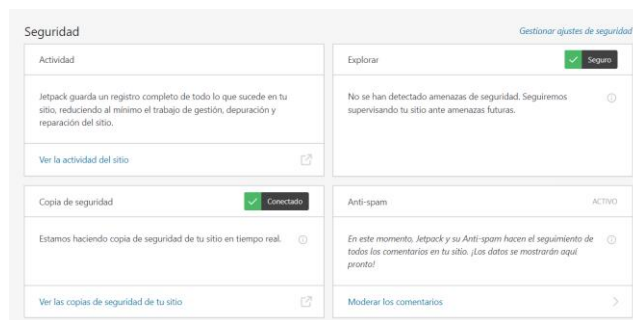 Seguridad
Gestionar ajustes de seguridad
Actividad
Jetpack guarda un registro completo de todo lo que sucede en tu
sitio, reduciendo al mínimo el trabajo de gestión, depuración y
reparación del sitio.
Ver la actividad del sitio
Explorar
Seguro
No se han detectado amenazas de seguridad. Seguiremos
supervisando tu sitio ante amenazas futuras.
Copia de seguridad
Conectado
Estamos haciendo copia de seguridad de tu sitio en tiempo real.
Ver las copias de seguridad de tu sitio
Anti-spam
ACTIVO
En este momento, Jetpack y su Anti-spam hacen el seguimiento de
todos los comentarios en tu sitio. ¡Los datos se mostrarán aquí
pronto!
Moderar los comentarios